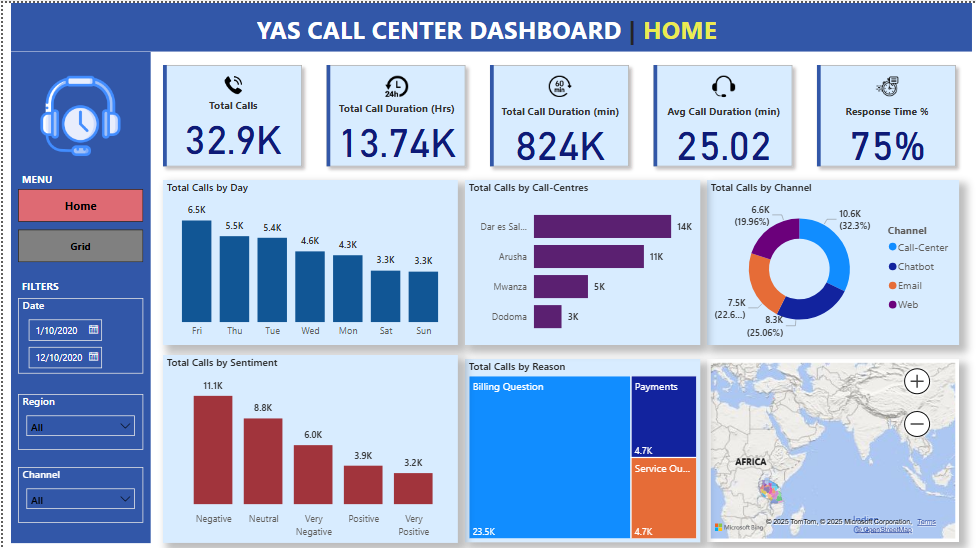 YAS CALL CENTER DASHBOARD | HOME
MENU
Home
Grid
FILTERS
Date
1/10/2020
12/10/2020
Region
All
Channel
All
Total Calls
32.9K
24h
Total Call Duration (Hrs)
13.74K
60 min
Total Call Duration (min)
824K
Avg Call Duration (min)
25.02
Response Time %
75%
Total Calls by Day
6.5K
5.5K
5.4K
4.6K
4.3K
3.3K
3.3K
Fri
Thu
Tue
Wed
Mon
Sat
Sun
Total Calls by Call-Centres
Dar es Sal...
14K
Arusha
11K
Mwanza
5K
Dodoma
3K
Total Calls by Channel
10.6K
(32.3%)
6.6K
(19.96%)
7.5K
(22.6...)
8.3K
(25.06%)
Channel
Call-Center
Chatbot
Email
Web
Total Calls by Sentiment
11.1K
8.8K
6.0K
3.9K
3.2K
Negative
Neutral
Very Negative
Positive
Very Positive
Total Calls by Reason
Billing Question
23.5K
Payments
4.7K
Service Ou...
4.7K
AFRICA
Microsoft Bing
© 2025 TomTom, © 2025 Microsoft Corporation, Terms
© OpenStreetMap